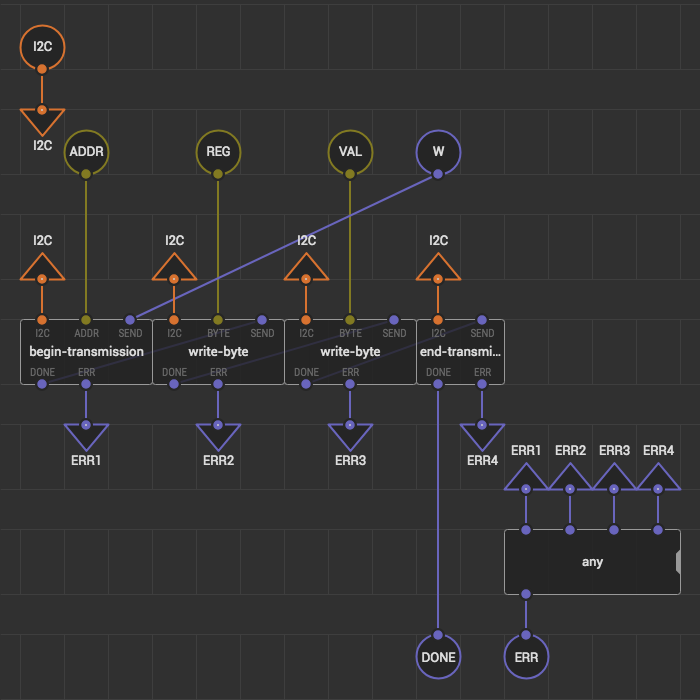 I2C
I2C
ADDR REG VAL W
I2C I2C I2C I2C
I2C ADDR SEND I2C BYTE SEND I2C BYTE SEND I2C SEND
begin-transmission write-byte write-byte end-transmi...
DONE ERR DONE ERR DONE ERR DONE ERR
ERR1 ERR2 ERR3 ERR4
ERR1 ERR2 ERR3 ERR4
any
DONE ERR